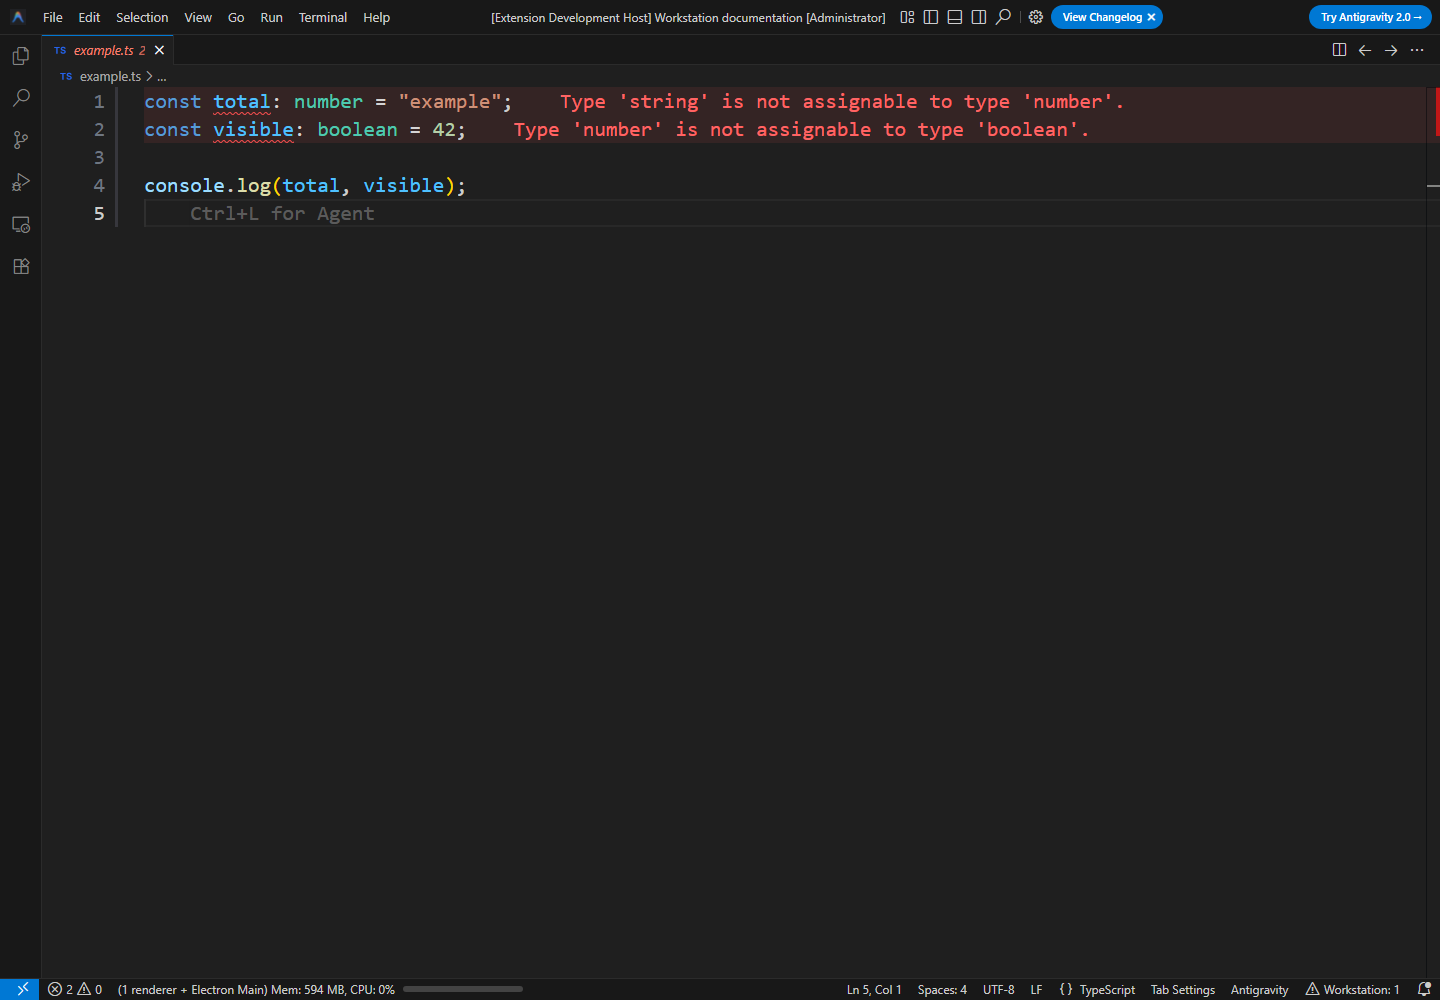 File Edit Selection View Go Run Terminal Help [Extension Development Host] Workstation documentation [Administrator] View Changelog × Try Antigravity 2.0 →
TS example.ts 2 ×
TS example.ts > ...
1 const total: number = "example"; Type 'string' is not assignable to type 'number'.
2 const visible: boolean = 42; Type 'number' is not assignable to type 'boolean'.
3
4 console.log(total, visible);
5 Ctrl+L for Agent
2 0 (1 renderer + Electron Main) Mem: 594 MB, CPU: 0% Ln 5, Col 1 Spaces: 4 UTF-8 LF {} TypeScript Tab Settings Antigravity Workstation: 1